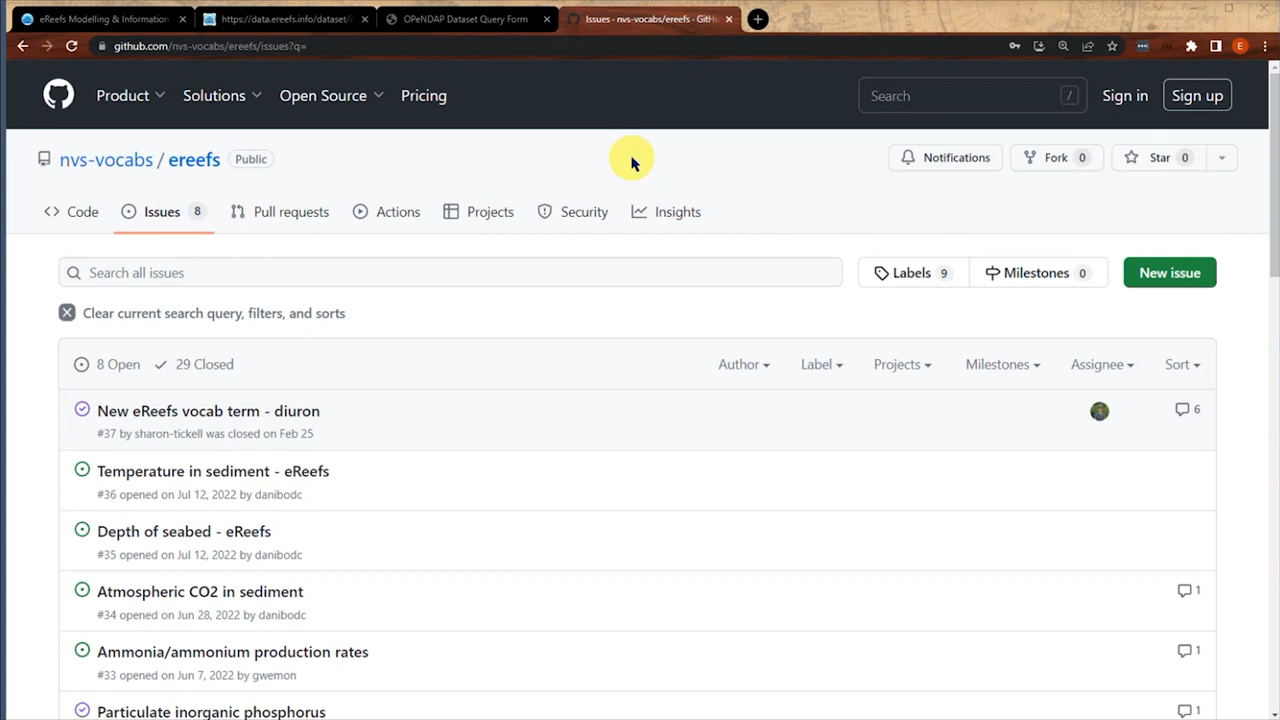 eReefs Modelling & Information
https://data.ereefs.info/dataset/
OPeNDAP Dataset Query Form
Issues · nvs-vocabs/ereefs · GitHu
github.com/nvs-vocabs/ereefs/issues?q=
E
Product
Solutions
Open Source
Pricing
Search /
Sign in
Sign up
nvs-vocabs / ereefs Public
Notifications
Fork 0
Star 0
Code
Issues 8
Pull requests
Actions
Projects
Security
Insights
Search all issues
Labels 9
Milestones 0
New issue
Clear current search query, filters, and sorts
8 Open 29 Closed
Author
Label
Projects
Milestones
Assignee
Sort
New eReefs vocab term - diuron
6
#37 by sharon-tickell was closed on Feb 25
Temperature in sediment - eReefs
#36 opened on Jul 12, 2022 by danibodc
Depth of seabed - eReefs
#35 opened on Jul 12, 2022 by danibodc
Atmospheric CO2 in sediment
1
#34 opened on Jun 28, 2022 by danibodc
Ammonia/ammonium production rates
1
#33 opened on Jun 7, 2022 by gwemon
Particulate inorganic phosphorus
1